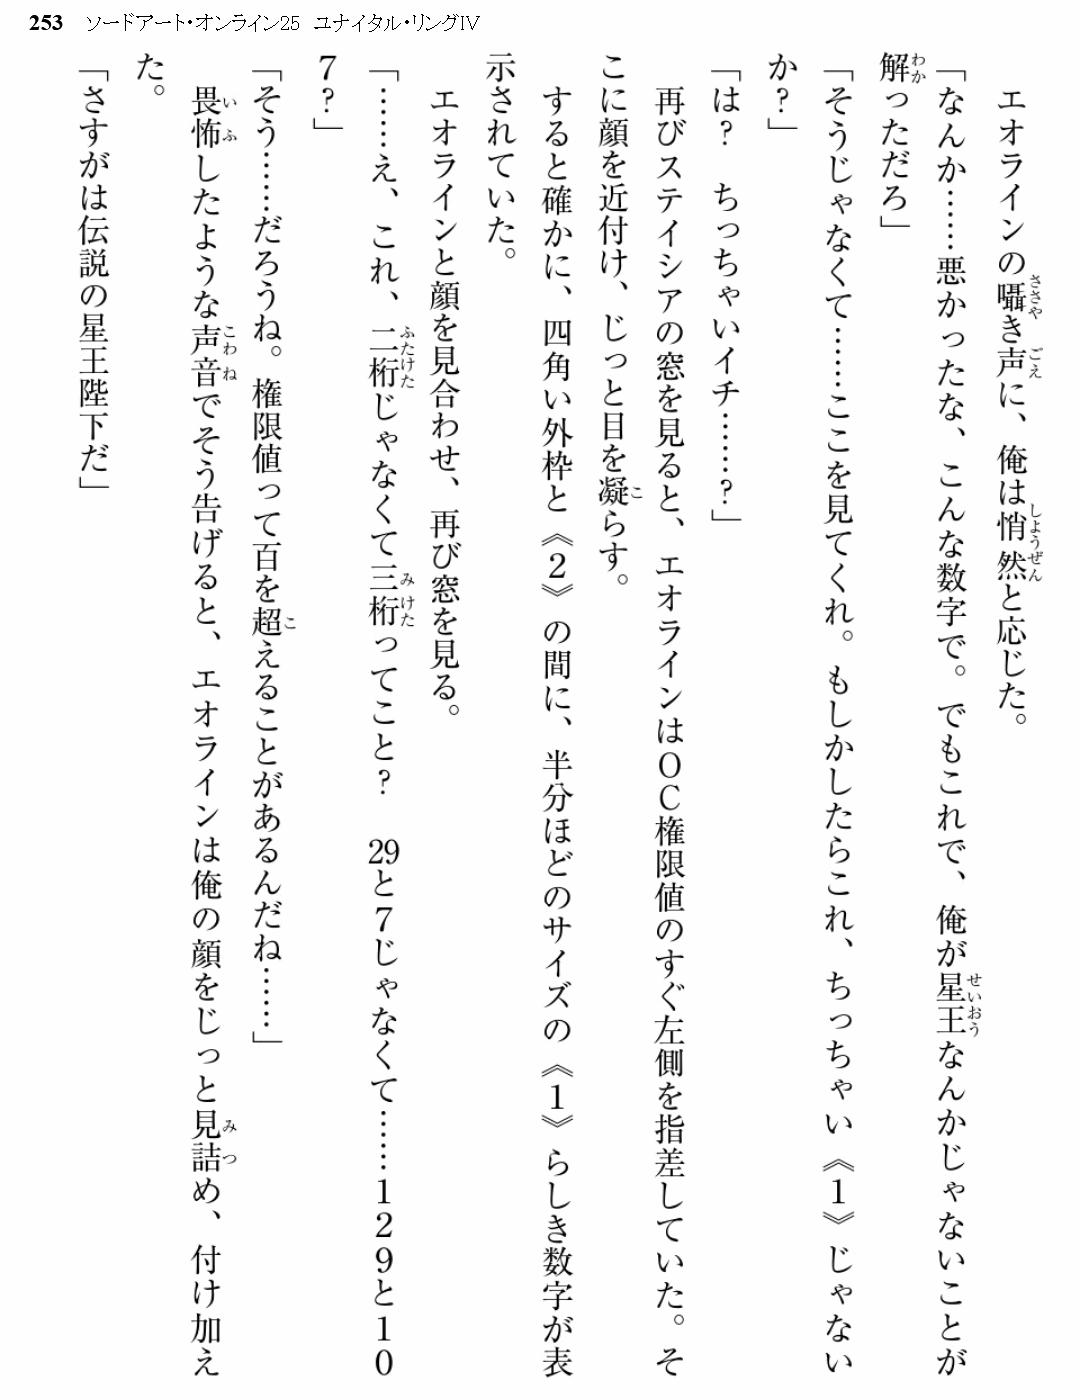 253 ソードアート・オンライン25 ユナイタル・リングⅣ
エオラインの囁き声に、俺は悄然と応じた。
「なんか……悪かったな、こんな数字で。でもこれで、俺が星王なんかじゃないことが
解っただろ」
「そうじゃなくて……ここを見てくれ。もしかしたらこれ、ちっちゃい《1》じゃない
か?」
「は? ちっちゃいイチ……?」
再びステイシアの窓を見ると、エオラインはOC権限値のすぐ左側を指差していた。そ
こに顔を近付け、じっと目を凝らす。
すると確かに、四角い外枠と《2》の間に、半分ほどのサイズの《1》らしき数字が表
示されていた。
エオラインと顔を見合わせ、再び窓を見る。
「……え、これ、二桁じゃなくて三桁ってこと? 29と7じゃなくて……129と10
7?」
「そう……だろうね。権限値って百を超えることがあるんだね……」
畏怖したような声音でそう告げると、エオラインは俺の顔をじっと見詰め、付け加え
た。
「さすがは伝説の星王陛下だ」